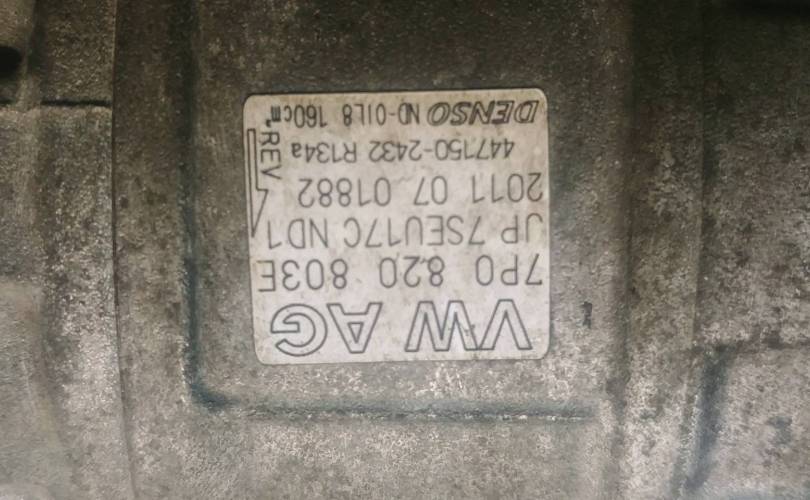 VW AG
7P0 820 803E
JP 7SEU17C ND1
2011 07 01882
447150-2432 R134a
DENSO ND-OIL8 160cm³
REV